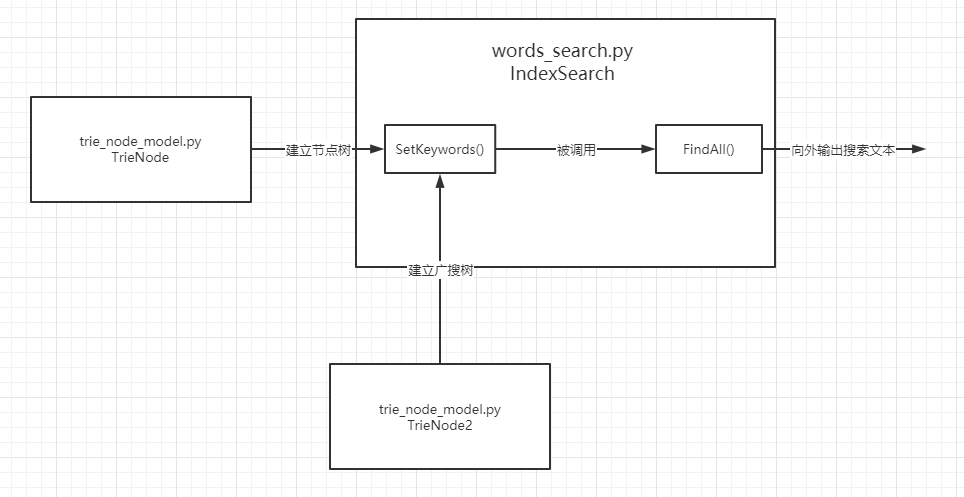 words_search.py
IndexSearch
trie_node_model.py
TrieNode
建立节点树
SetKeywords()
被调用
FindAll()
向外输出搜索文本
建立广搜树
trie_node_model.py
TrieNode2